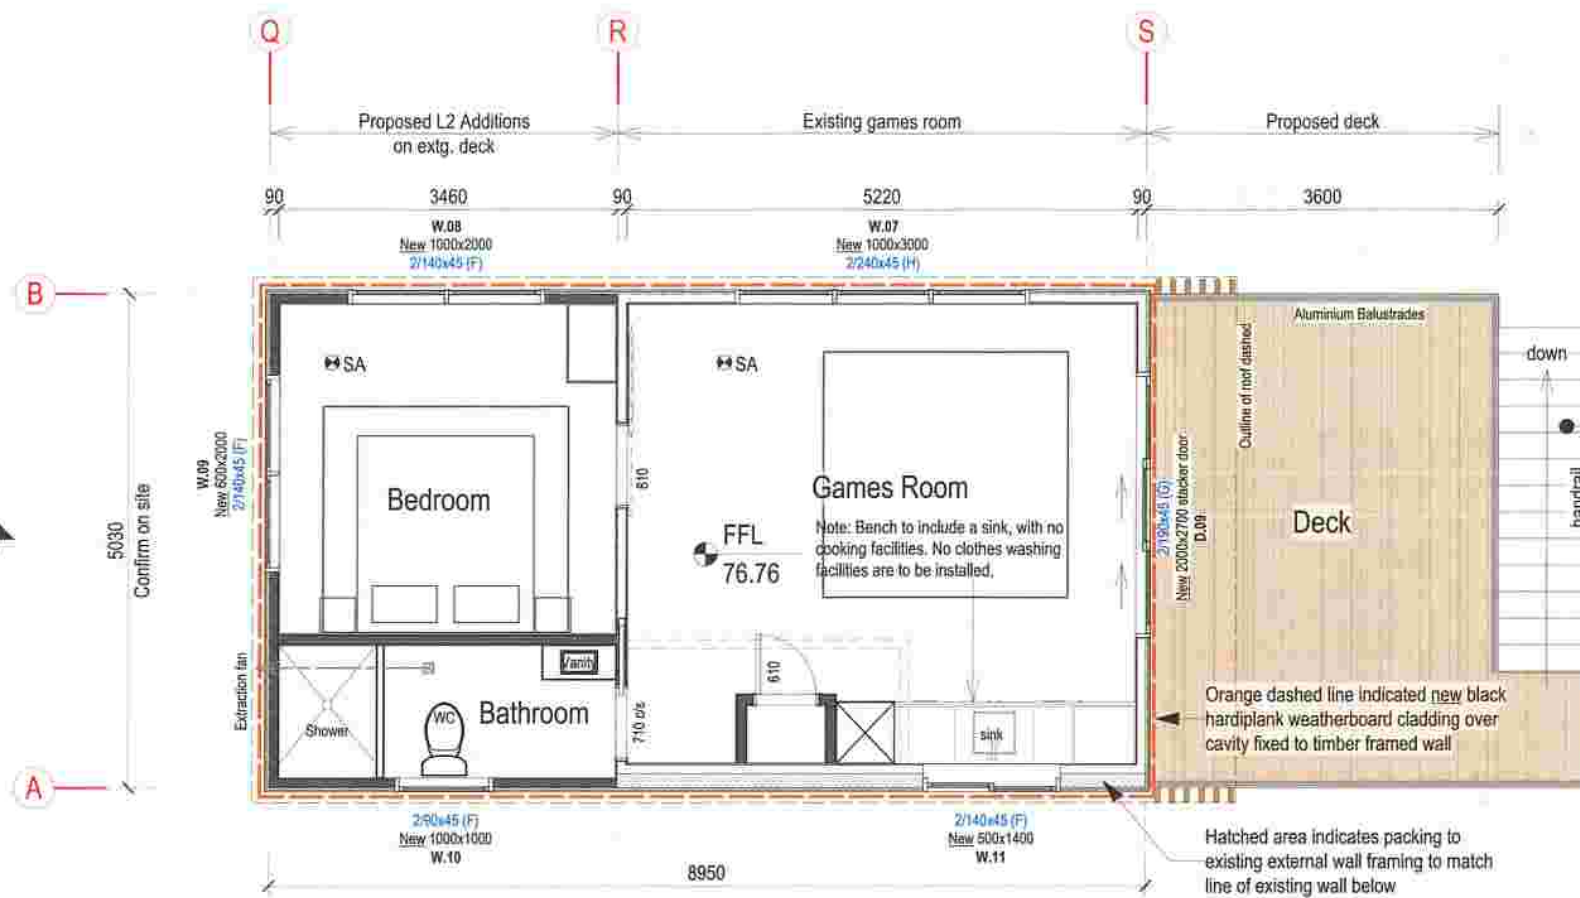 Q
R
S
Proposed L2 Additions
on extg. deck
Existing games room
Proposed deck
90
3460
90
5220
90
3600
W.08
New 1000x2000
2/140x45 (F)
W.07
New 1000x3000
2/240x45 (H)
B
Aluminium Balustrades
SA
SA
Outline of roof dashed
down
handrail
W.09
New 600x2000
2/140x45 (F)
5030
Confirm on site
Bedroom
810
Games Room
Note: Bench to include a sink, with no
cooking facilities. No clothes washing
facilities are to be installed.
FFL
76.76
2/190x45 (G)
New 2000x2700 stacker door
D.09
Deck
Extraction fan
Vanity
Shower
WC
Bathroom
710 c/s
610
sink
Orange dashed line indicated new black
hardiplank weatherboard cladding over
cavity fixed to timber framed wall
A
2/90x45 (F)
New 1000x1000
W.10
2/140x45 (F)
New 500x1400
W.11
Hatched area indicates packing to
existing external wall framing to match
line of existing wall below
8950